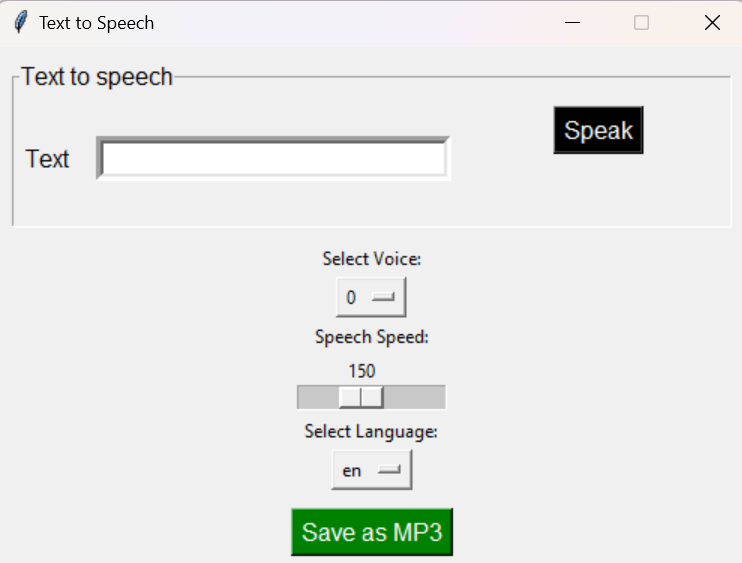 Text to Speech
Text to speech
Speak
Text
Select Voice:
0
Speech Speed:
150
Select Language:
en
Save as MP3